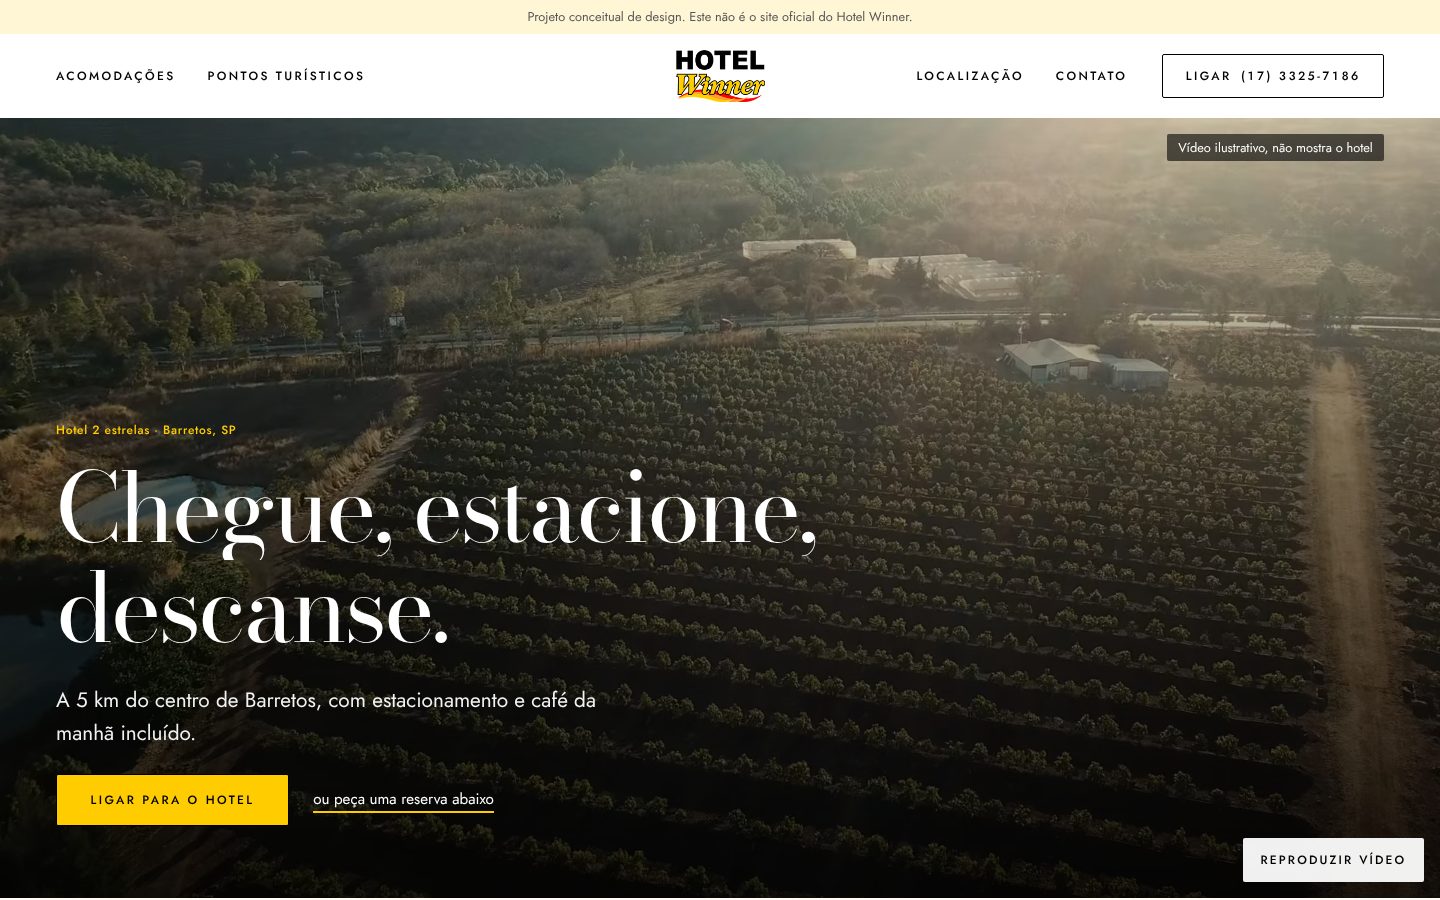 Projeto conceitual de design. Este não é o site oficial do Hotel Winner.
ACOMODAÇÕES
PONTOS TURÍSTICOS
HOTEL
Winner
LOCALIZAÇÃO
CONTATO
LIGAR (17) 3325-7186
Vídeo ilustrativo, não mostra o hotel
Hotel 2 estrelas · Barretos, SP
Chegue, estacione,
descanse.
A 5 km do centro de Barretos, com estacionamento e café da
manhã incluído.
LIGAR PARA O HOTEL
ou peça uma reserva abaixo
REPRODUZIR VÍDEO